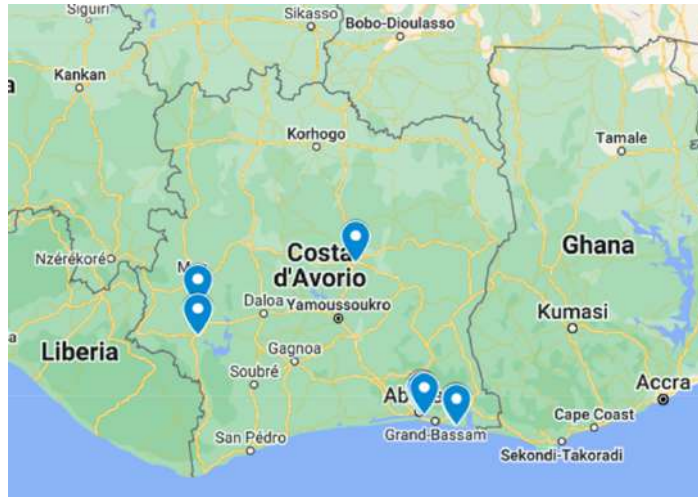 Siguiri
Sikasso
Bobo-Dioulasso
Kankan
Korhogo
Tamale
Nzérékoré
Costa
d'Avorio
Ghana
Daloa
Yamoussoukro
Kumasi
Liberia
Gagnoa
Soubré
Accra
Grand-Bassam
Cape Coast
San Pédro
Sekondi-Takoradi